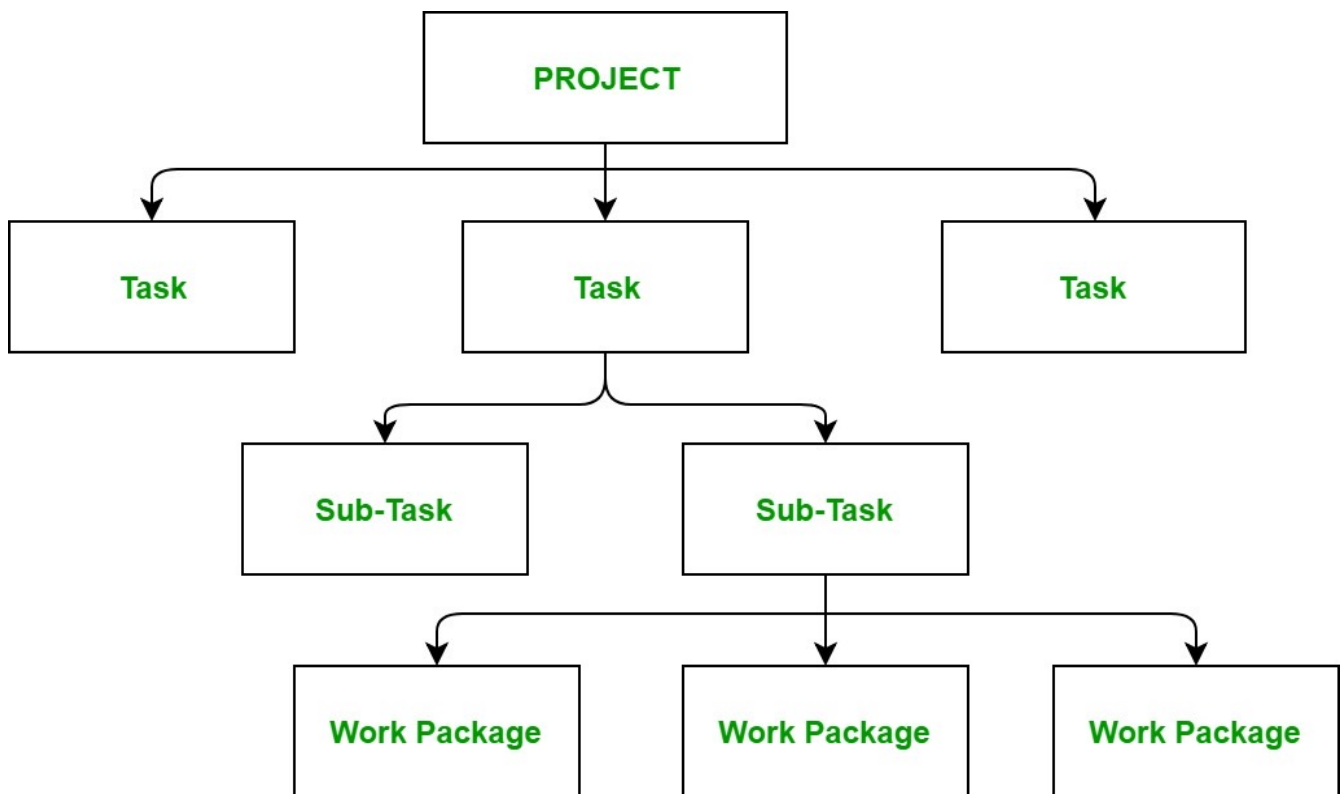 PROJECT
Task
Task
Task
Sub-Task
Sub-Task
Work Package
Work Package
Work Package